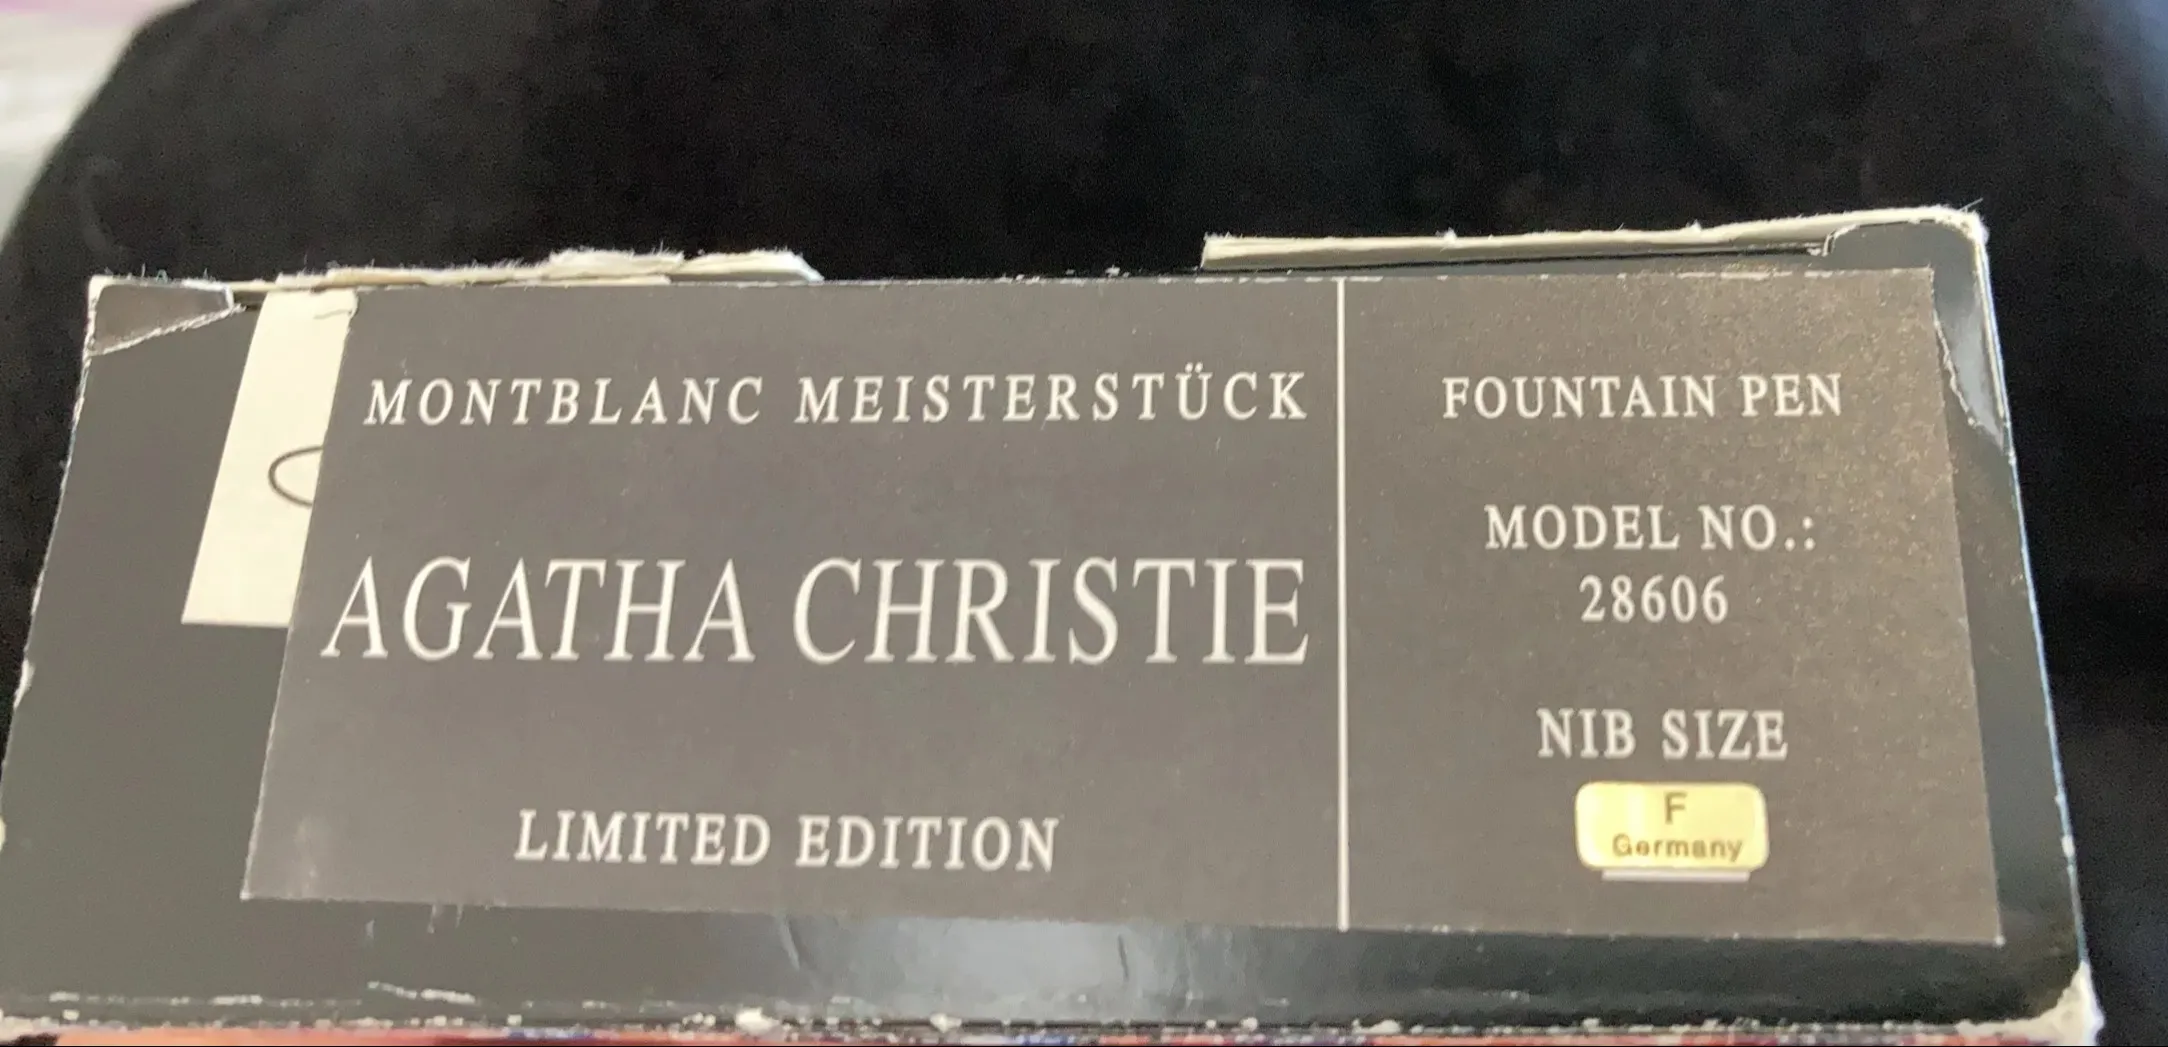 MONTBLANC MEISTERSTÜCK
AGATHA CHRISTIE
LIMITED EDITION
FOUNTAIN PEN
MODEL NO.:
28606
NIB SIZE
F
Germany